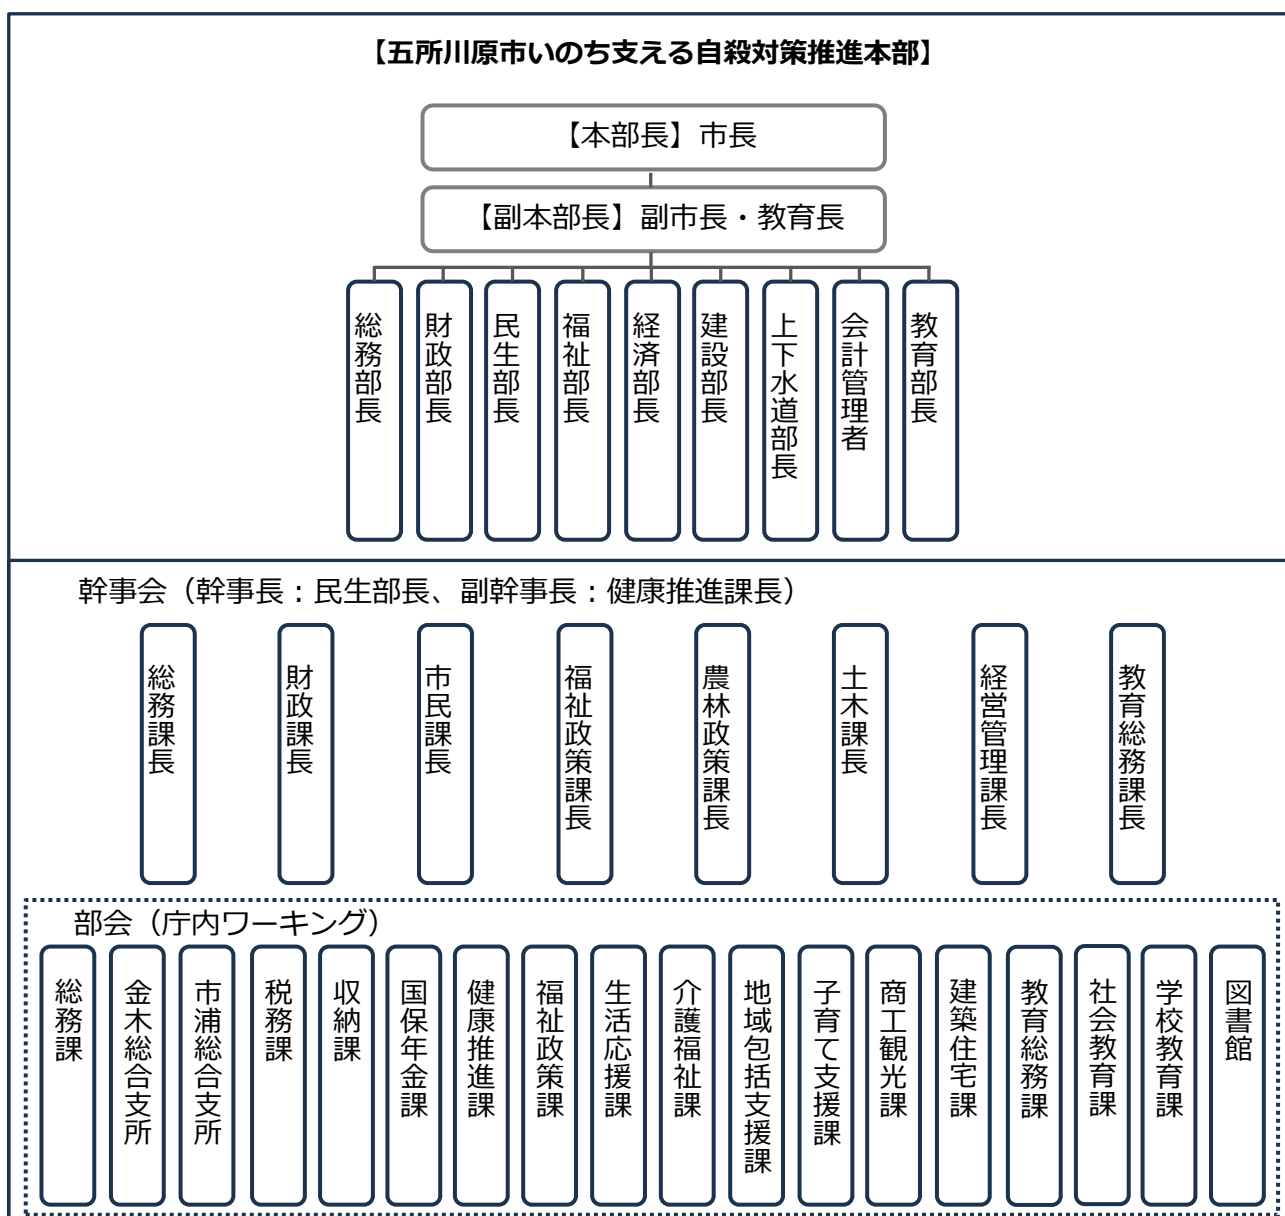 【五所川原市いのち支える自殺対策推進本部】
【本部長】市長
【副本部長】副市長・教育長
総務部長
財政部長
民生部長
福祉部長
経済部長
建設部長
上下水道部長
会計管理者
教育部長
幹事会（幹事長：民生部長、副幹事長：健康推進課長）
総務課長
財政課長
市民課長
福祉政策課長
農林政策課長
土木課長
経営管理課長
教育総務課長
部会（庁内ワーキング）
総務課
金木総合支所
市浦総合支所
税務課
収納課
国保年金課
健康推進課
福祉政策課
生活応援課
介護福祉課
地域包括支援課
子育て支援課
商工観光課
建築住宅課
教育総務課
社会教育課
学校教育課
図書館